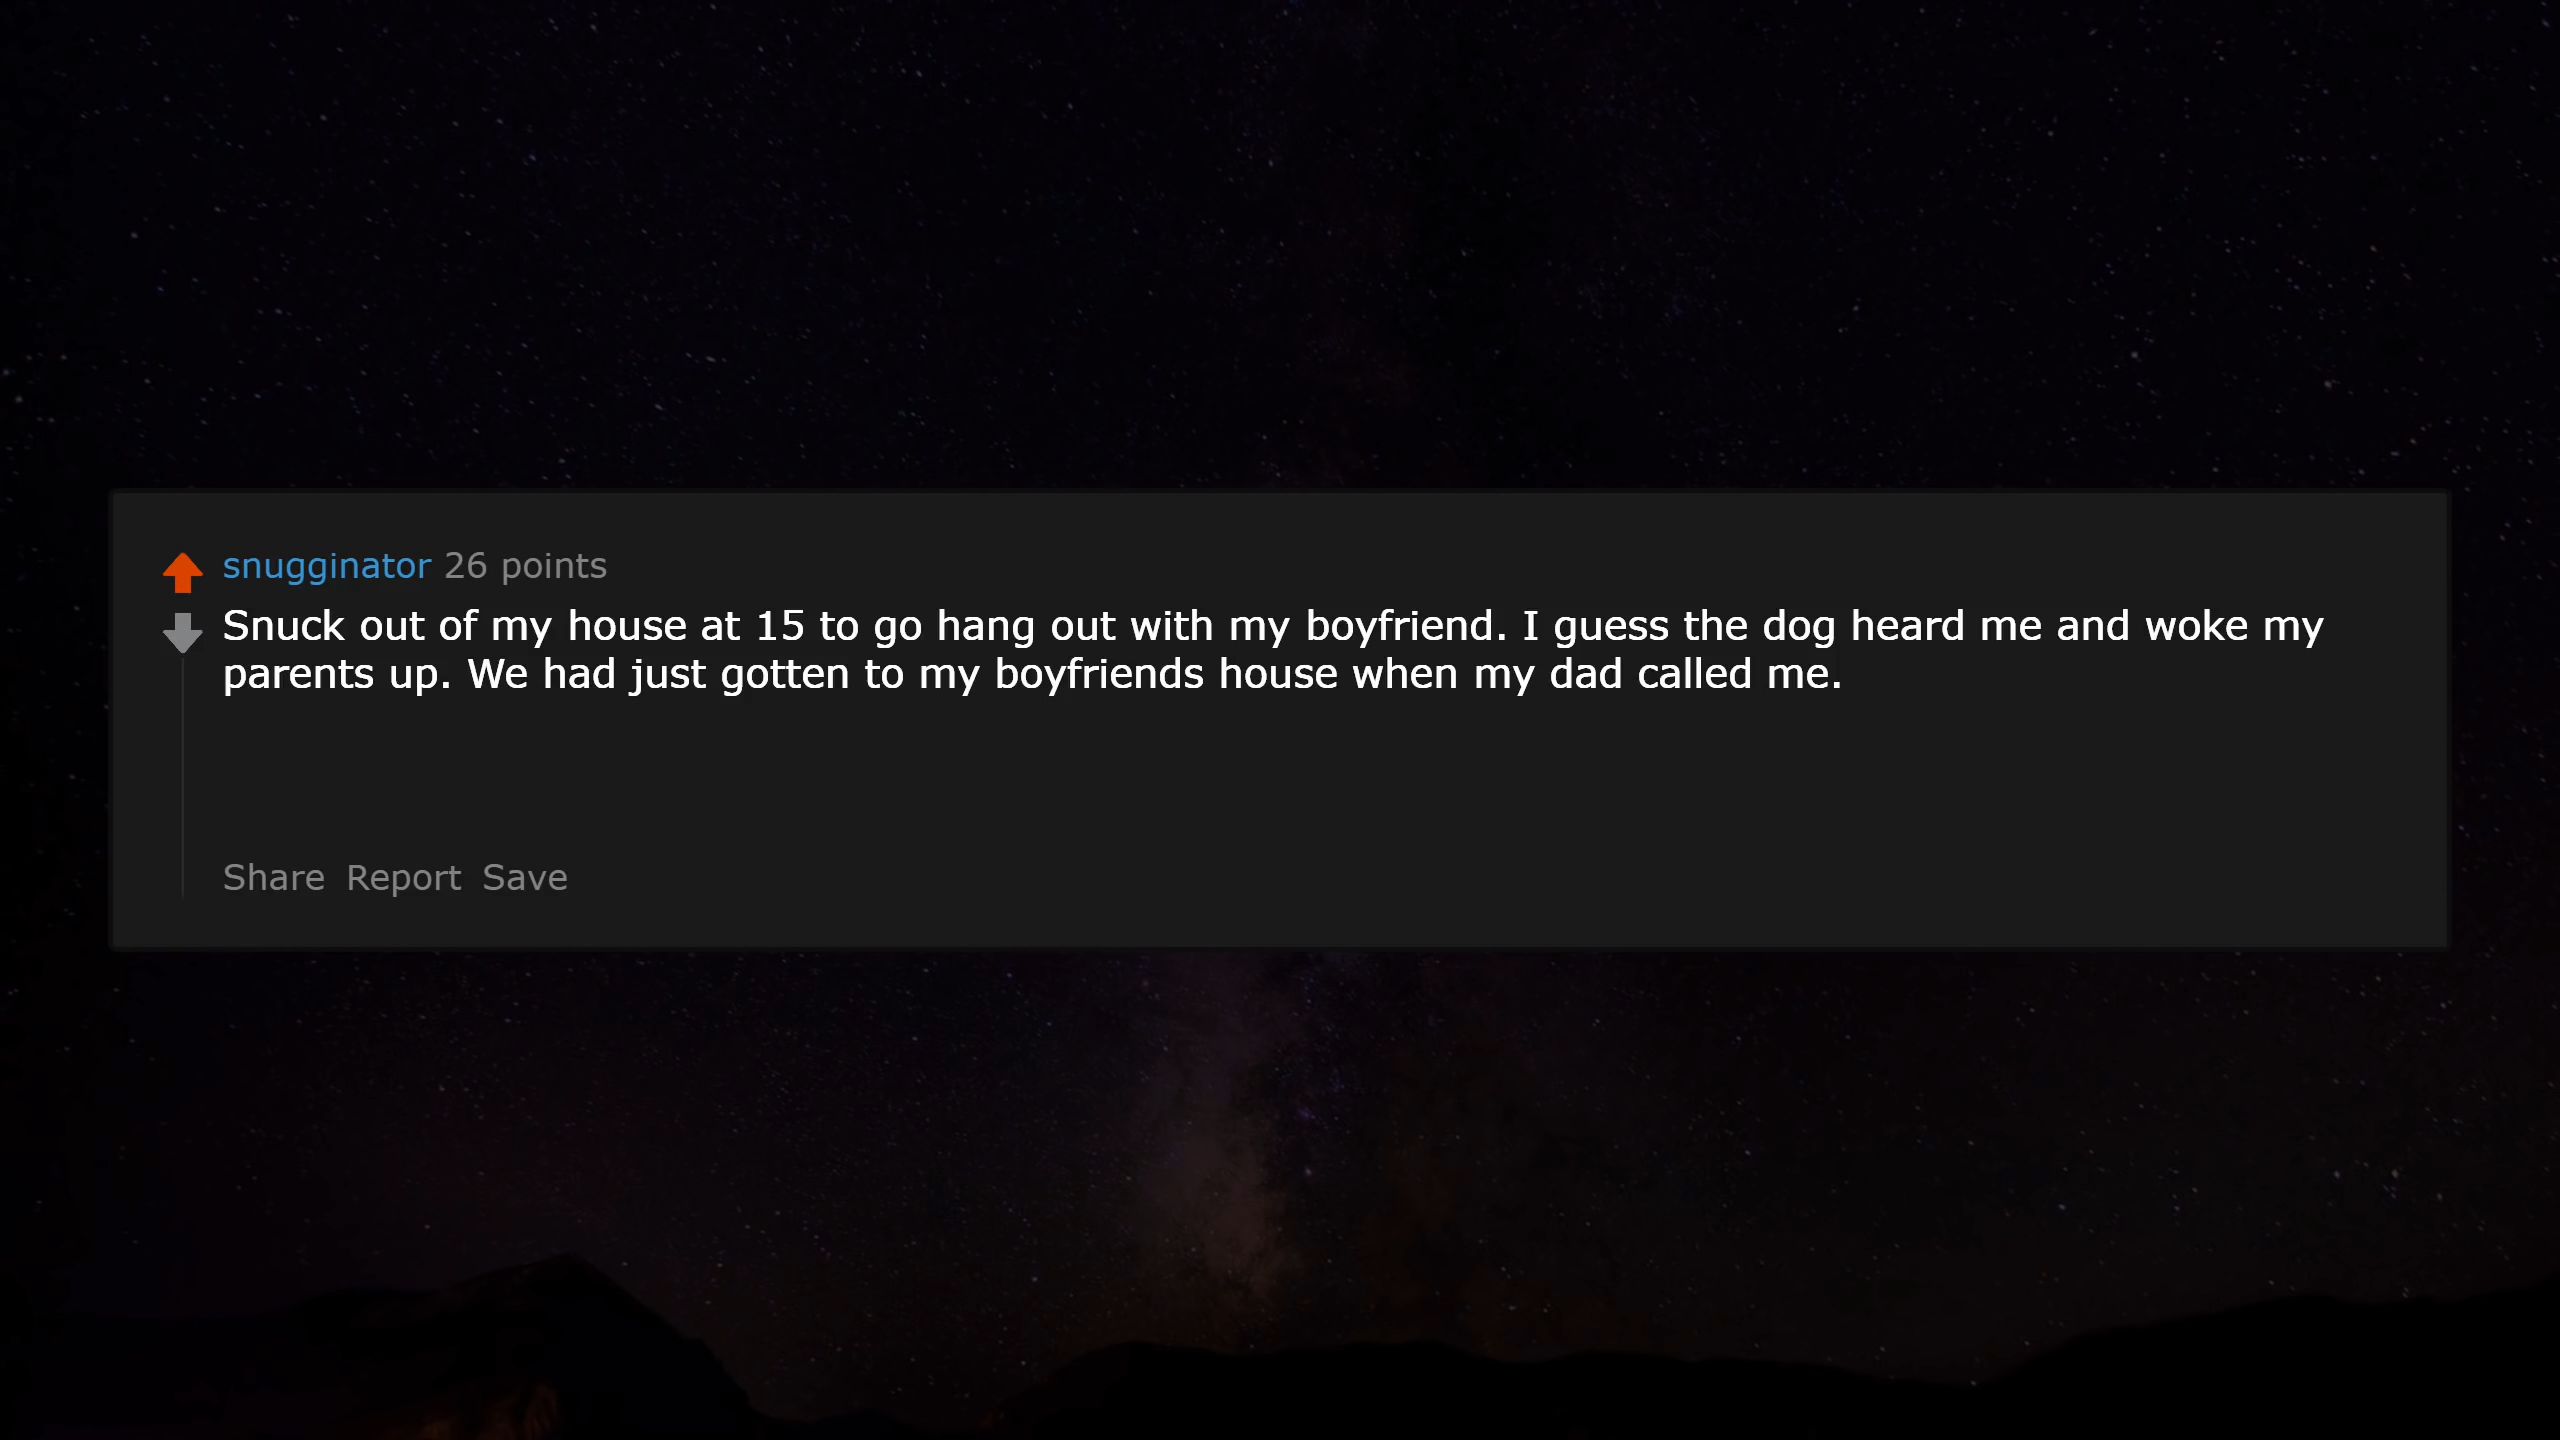 snugginator 26 points
Snuck out of my house at 15 to go hang out with my boyfriend. I guess the dog heard me and woke my
parents up. We had just gotten to my boyfriends house when my dad called me.
Share Report Save